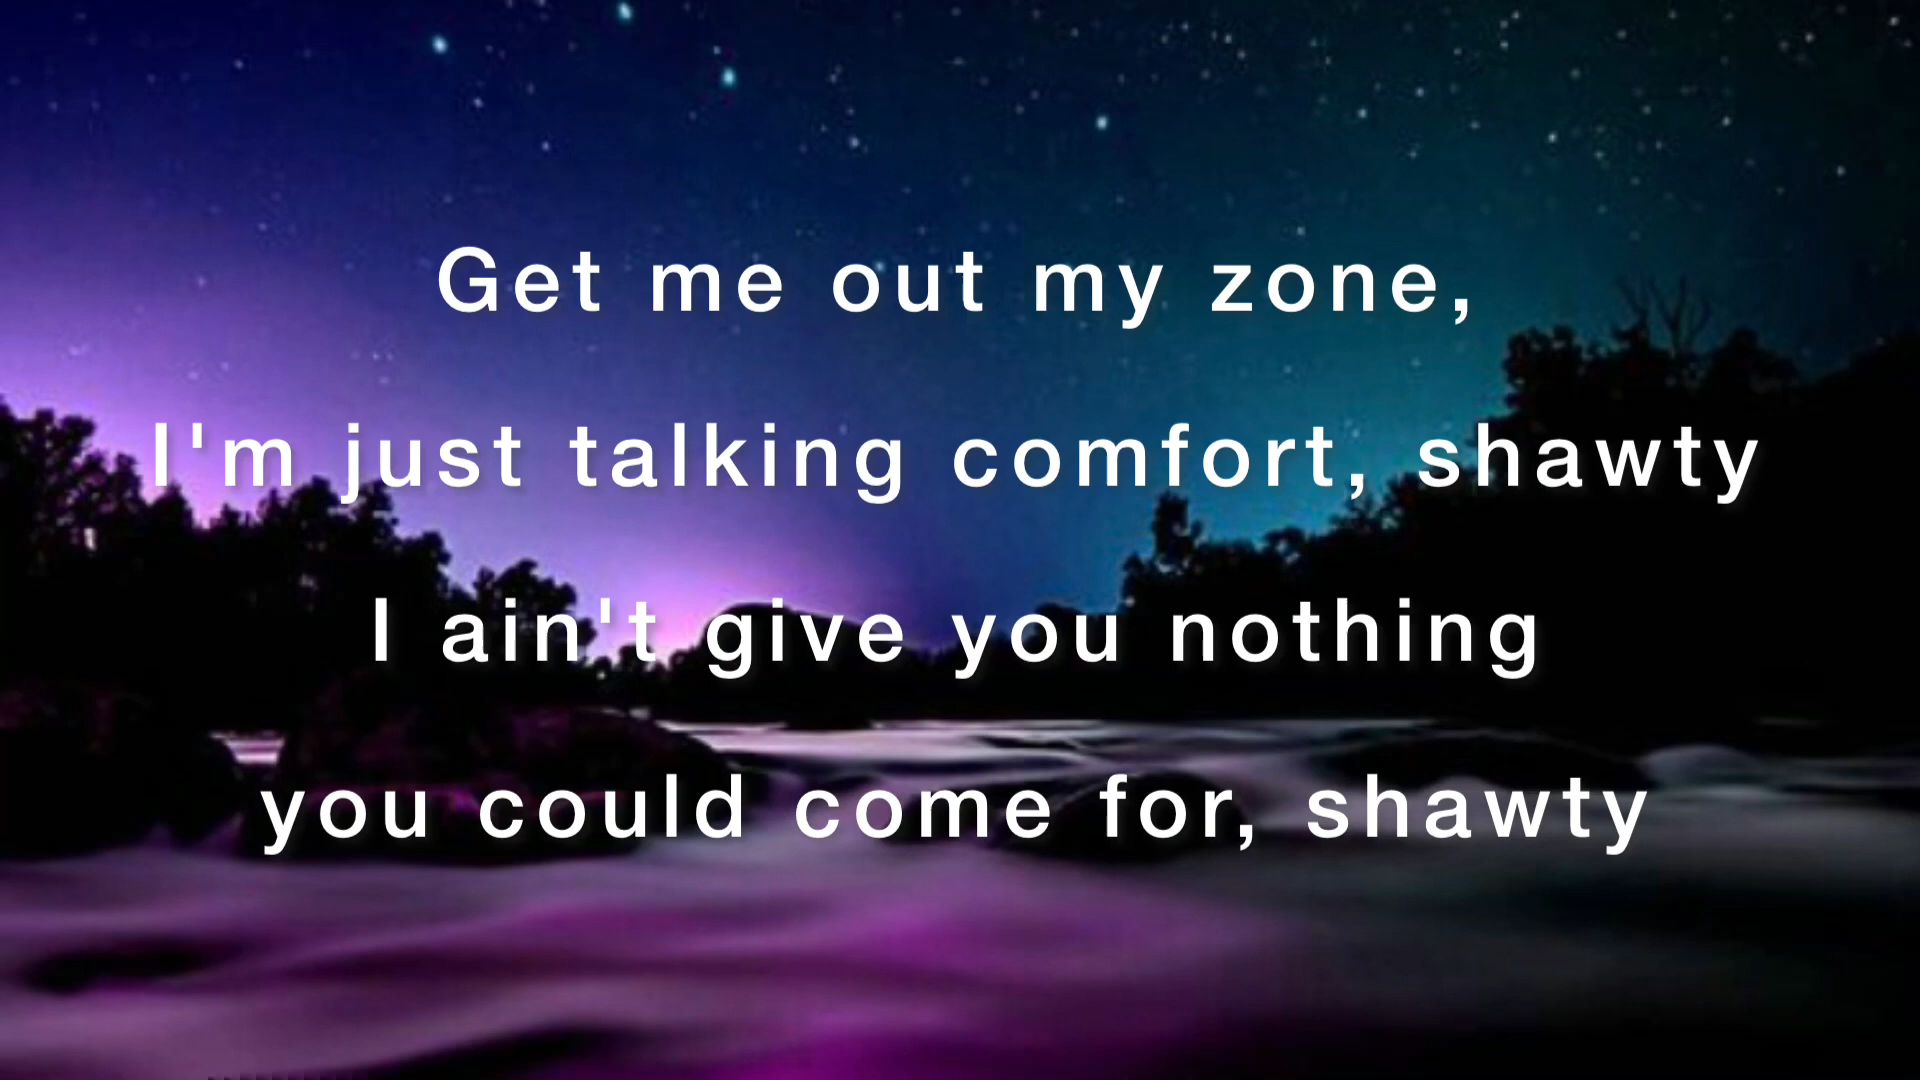 Get me out my zone,
I'm just talking comfort, shawty
I ain't give you nothing
you could come for, shawty